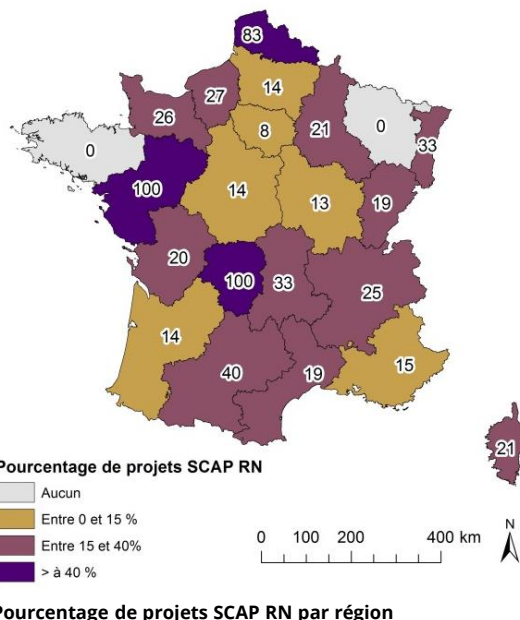 83
14
27
26
8
21
0
33
0
100
14
13
19
20
100
33
25
14
40
19
15
21
Pourcentage de projets SCAP RN
Aucun
Entre 0 et 15 %
Entre 15 et 40%
> à 40 %
0 100 200 400 km
N
Pourcentage de projets SCAP RN par région